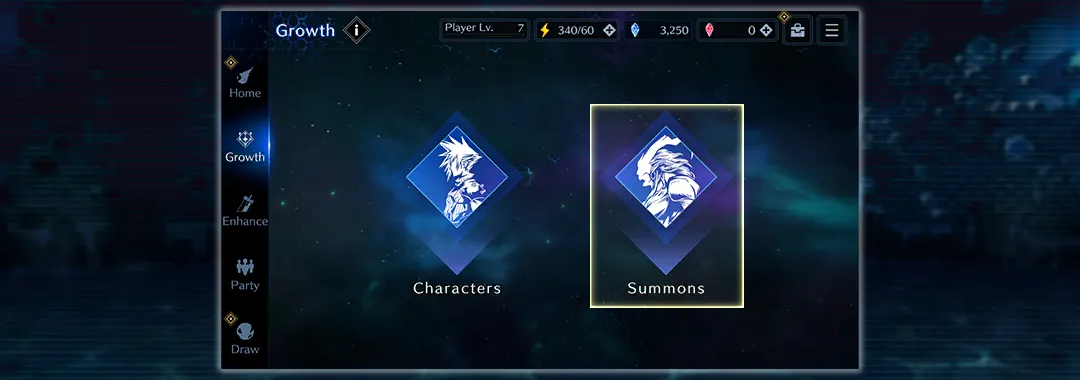 Growth i
Player Lv. 7
340/60
3,250
0
Home
Growth
Enhance
Party
Draw
Characters
Summons